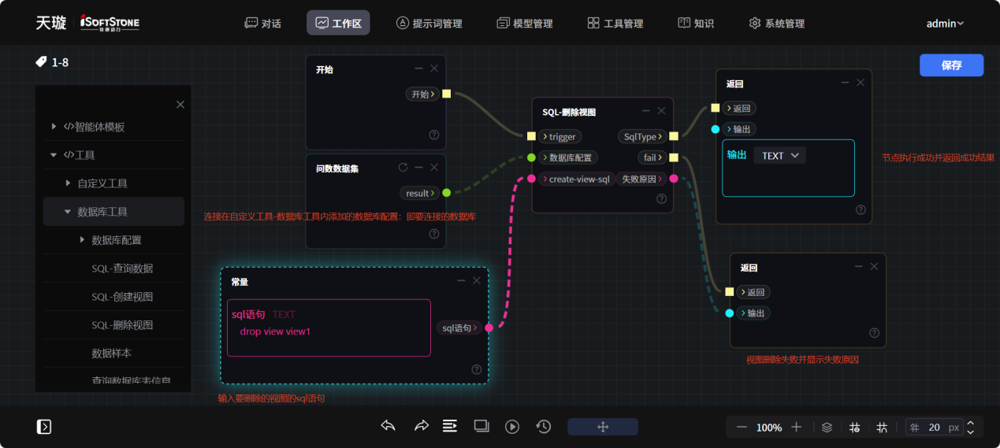 天璇 iSOFTSTONE 软通动力 对话 工作区 提示词管理 模型管理 工具管理 知识 系统管理 admin
1-8
保存
智能体模板
工具
自定义工具
数据库工具
数据库配置
SQL-查询数据
SQL-创建视图
SQL-删除视图
数据样本
查询数据库表信息
开始
开始
问数数据集
result
连接在自定义工具-数据库工具内添加的数据库配置：即要连接的数据库
常量
sql语句 TEXT
drop view view1
sql语句
输入要删除的视图的sql语句
SQL-删除视图
trigger SqlType
数据库配置 fail
create-view-sql 失败原因
返回
返回
输出
输出 TEXT
节点执行成功并返回成功结果
返回
返回
输出
视图删除失败并显示失败原因
100% 20 px